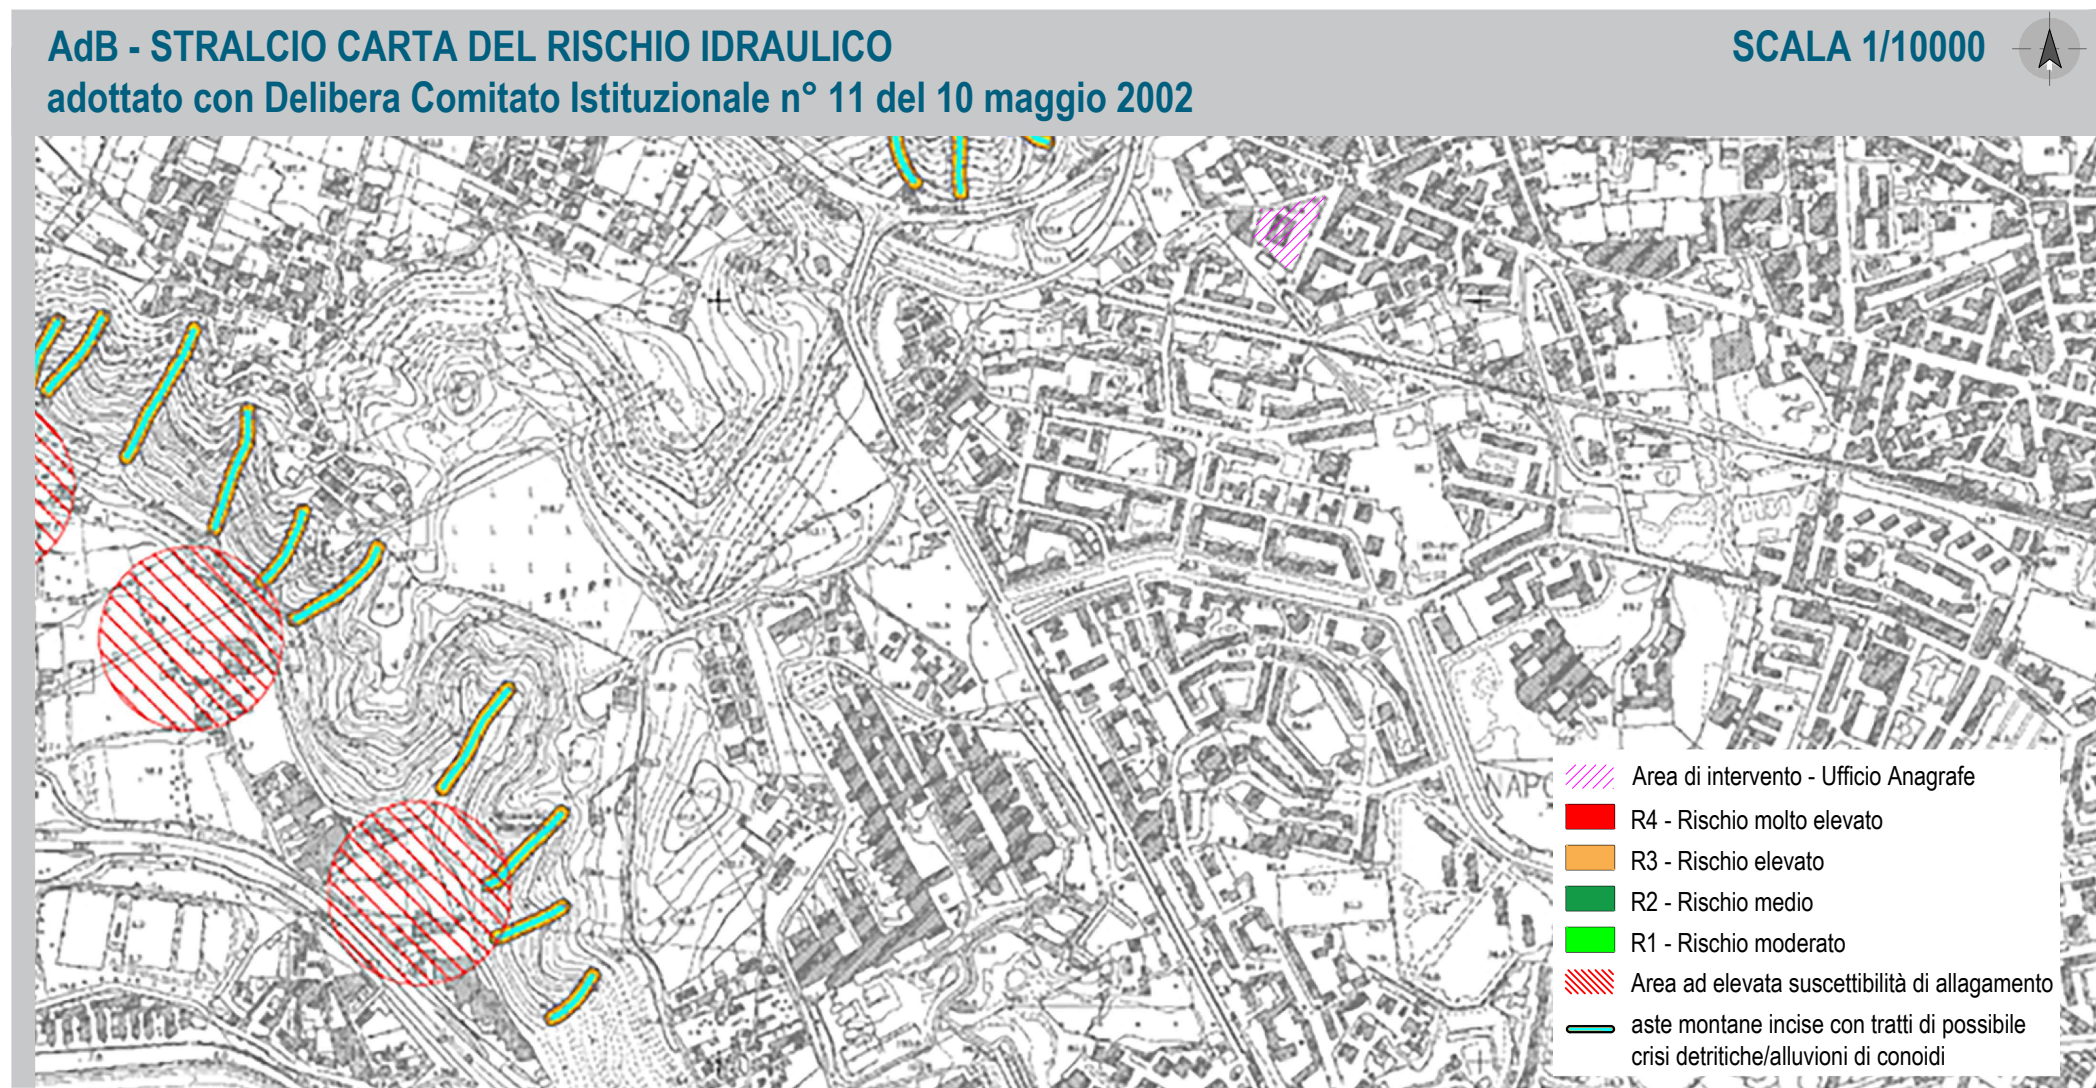 AdB - STRALCIO CARTA DEL RISCHIO IDRAULICO
SCALA 1/10000
adottato con Delibera Comitato Istituzionale n° 11 del 10 maggio 2002
Area di intervento - Ufficio Anagrafe
R4 - Rischio molto elevato
R3 - Rischio elevato
R2 - Rischio medio
R1 - Rischio moderato
Area ad elevata suscettibilità di allagamento
aste montane incise con tratti di possibile
crisi detritiche/alluvioni di conoidi